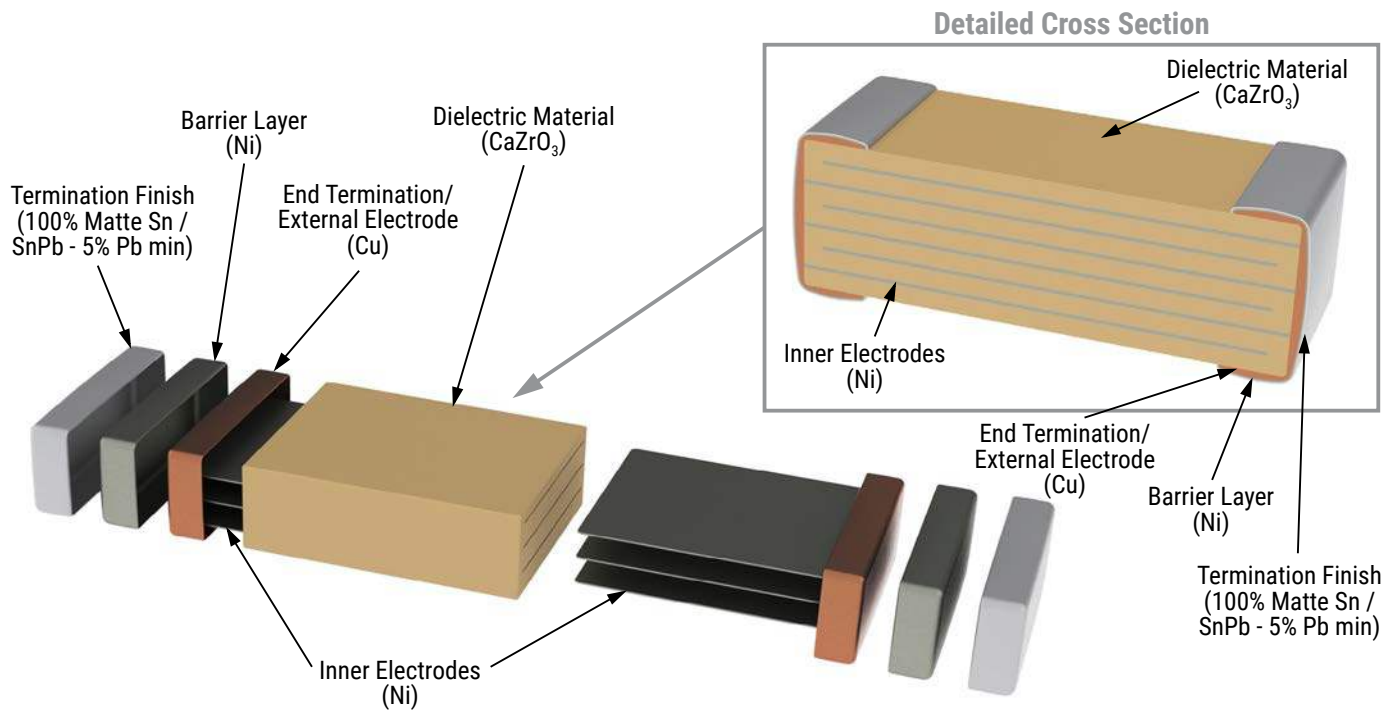 Detailed Cross Section
Dielectric Material
(CaZrO₃)
Barrier Layer
(Ni)
Dielectric Material
(CaZrO₃)
Termination Finish
(100% Matte Sn /
SnPb - 5% Pb min)
End Termination/
External Electrode
(Cu)
Inner Electrodes
(Ni)
End Termination/
External Electrode
(Cu)
Barrier Layer
(Ni)
Termination Finish
(100% Matte Sn /
SnPb - 5% Pb min)
Inner Electrodes
(Ni)